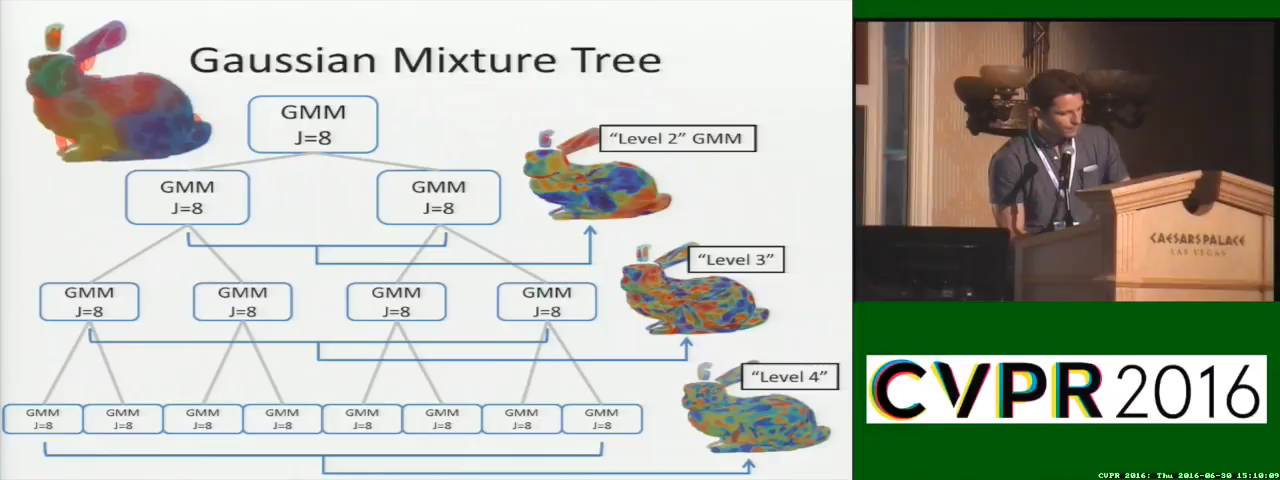 Gaussian Mixture Tree
GMM
J=8
"Level 2" GMM
GMM
J=8
GMM
J=8
"Level 3"
GMM
J=8
GMM
J=8
GMM
J=8
GMM
J=8
"Level 4"
GMM
J=8
GMM
J=8
GMM
J=8
GMM
J=8
GMM
J=8
GMM
J=8
GMM
J=8
GMM
J=8
CAESARS PALACE
LAS VEGAS
CVPR 2016
CVPR 2016: Thu 2016-06-30 15:10:09